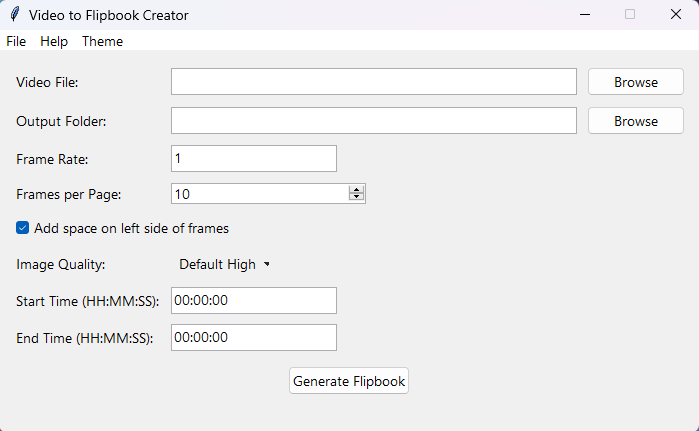 Video to Flipbook Creator
File Help Theme
Video File: Browse
Output Folder: Browse
Frame Rate: 1
Frames per Page: 10
Add space on left side of frames
Image Quality: Default High
Start Time (HH:MM:SS): 00:00:00
End Time (HH:MM:SS): 00:00:00
Generate Flipbook